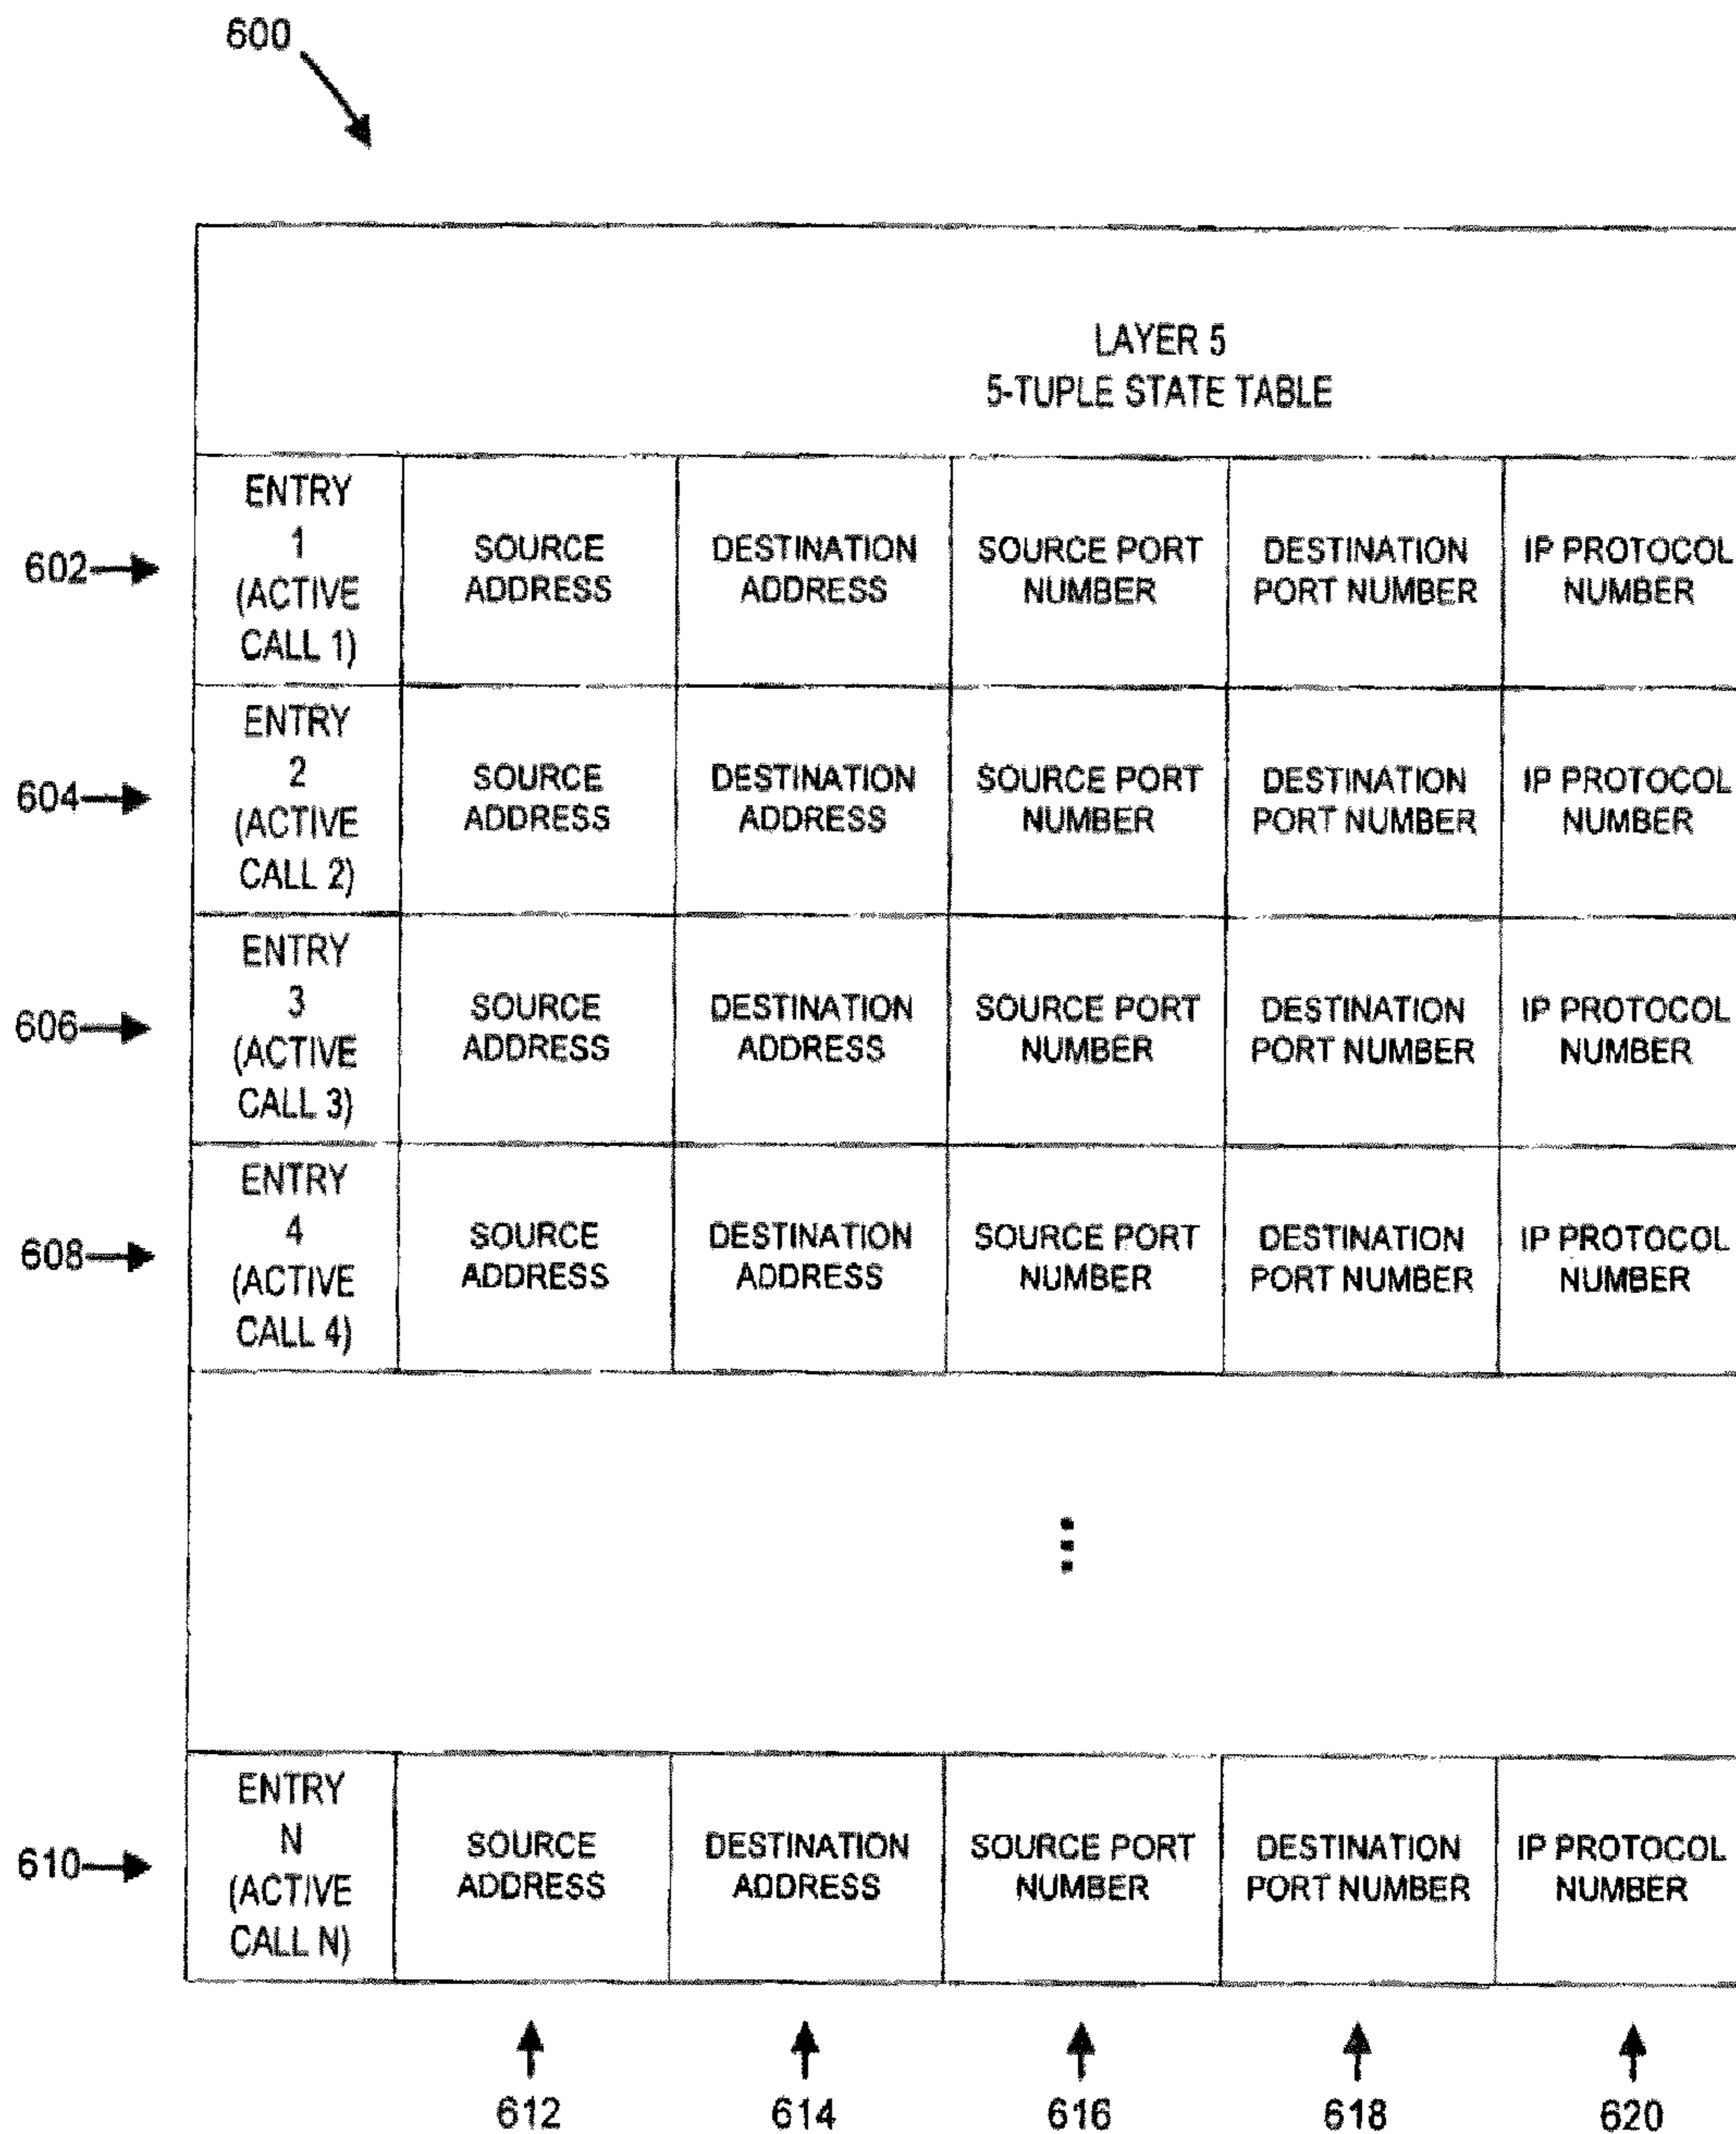 600
LAYER 5
5-TUPLE STATE TABLE
602
ENTRY
1
(ACTIVE
CALL 1)
SOURCE
ADDRESS
DESTINATION
ADDRESS
SOURCE PORT
NUMBER
DESTINATION
PORT NUMBER
IP PROTOCOL
NUMBER
604
ENTRY
2
(ACTIVE
CALL 2)
SOURCE
ADDRESS
DESTINATION
ADDRESS
SOURCE PORT
NUMBER
DESTINATION
PORT NUMBER
IP PROTOCOL
NUMBER
606
ENTRY
3
(ACTIVE
CALL 3)
SOURCE
ADDRESS
DESTINATION
ADDRESS
SOURCE PORT
NUMBER
DESTINATION
PORT NUMBER
IP PROTOCOL
NUMBER
608
ENTRY
4
(ACTIVE
CALL 4)
SOURCE
ADDRESS
DESTINATION
ADDRESS
SOURCE PORT
NUMBER
DESTINATION
PORT NUMBER
IP PROTOCOL
NUMBER
610
ENTRY
N
(ACTIVE
CALL N)
SOURCE
ADDRESS
DESTINATION
ADDRESS
SOURCE PORT
NUMBER
DESTINATION
PORT NUMBER
IP PROTOCOL
NUMBER
612
614
616
618
620